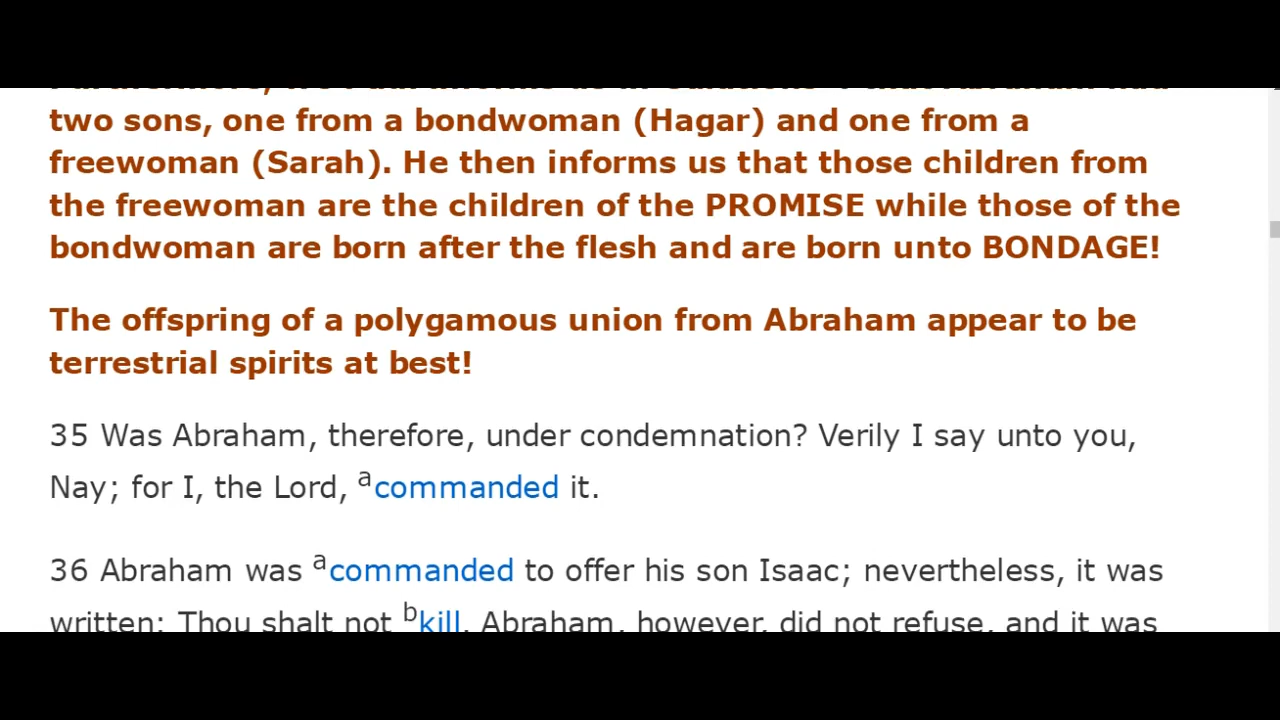 two sons, one from a bondwoman (Hagar) and one from a
freewoman (Sarah). He then informs us that those children from
the freewoman are the children of the PROMISE while those of the
bondwoman are born after the flesh and are born unto BONDAGE!
The offspring of a polygamous union from Abraham appear to be
terrestrial spirits at best!
35 Was Abraham, therefore, under condemnation? Verily I say unto you,
Nay; for I, the Lord, acommanded it.
36 Abraham was acommanded to offer his son Isaac; nevertheless, it was
written: Thou shalt not bkill. Abraham, however, did not refuse, and it was